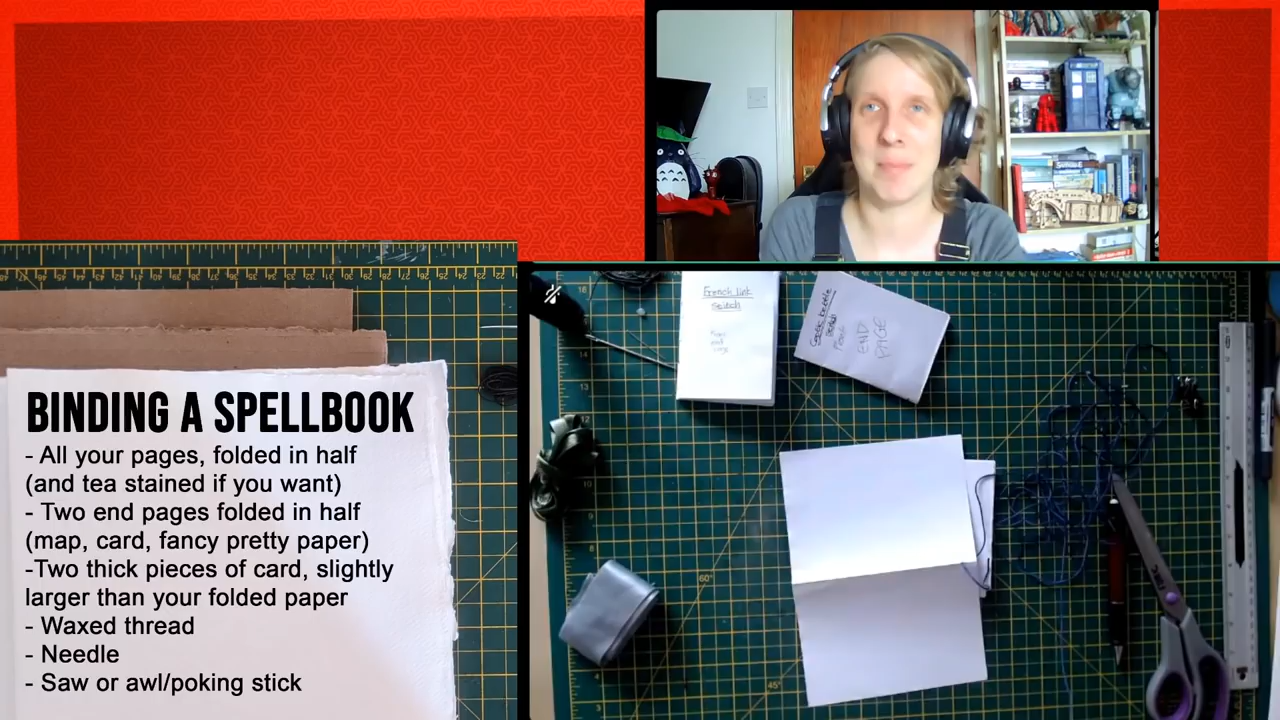 BINDING A SPELLBOOK
- All your pages, folded in half
(and tea stained if you want)
- Two end pages folded in half
(map, card, fancy pretty paper)
-Two thick pieces of card, slightly
larger than your folded paper
- Waxed thread
- Needle
- Saw or awl/poking stick
French link
stitch
END
PAGE
60°
45°